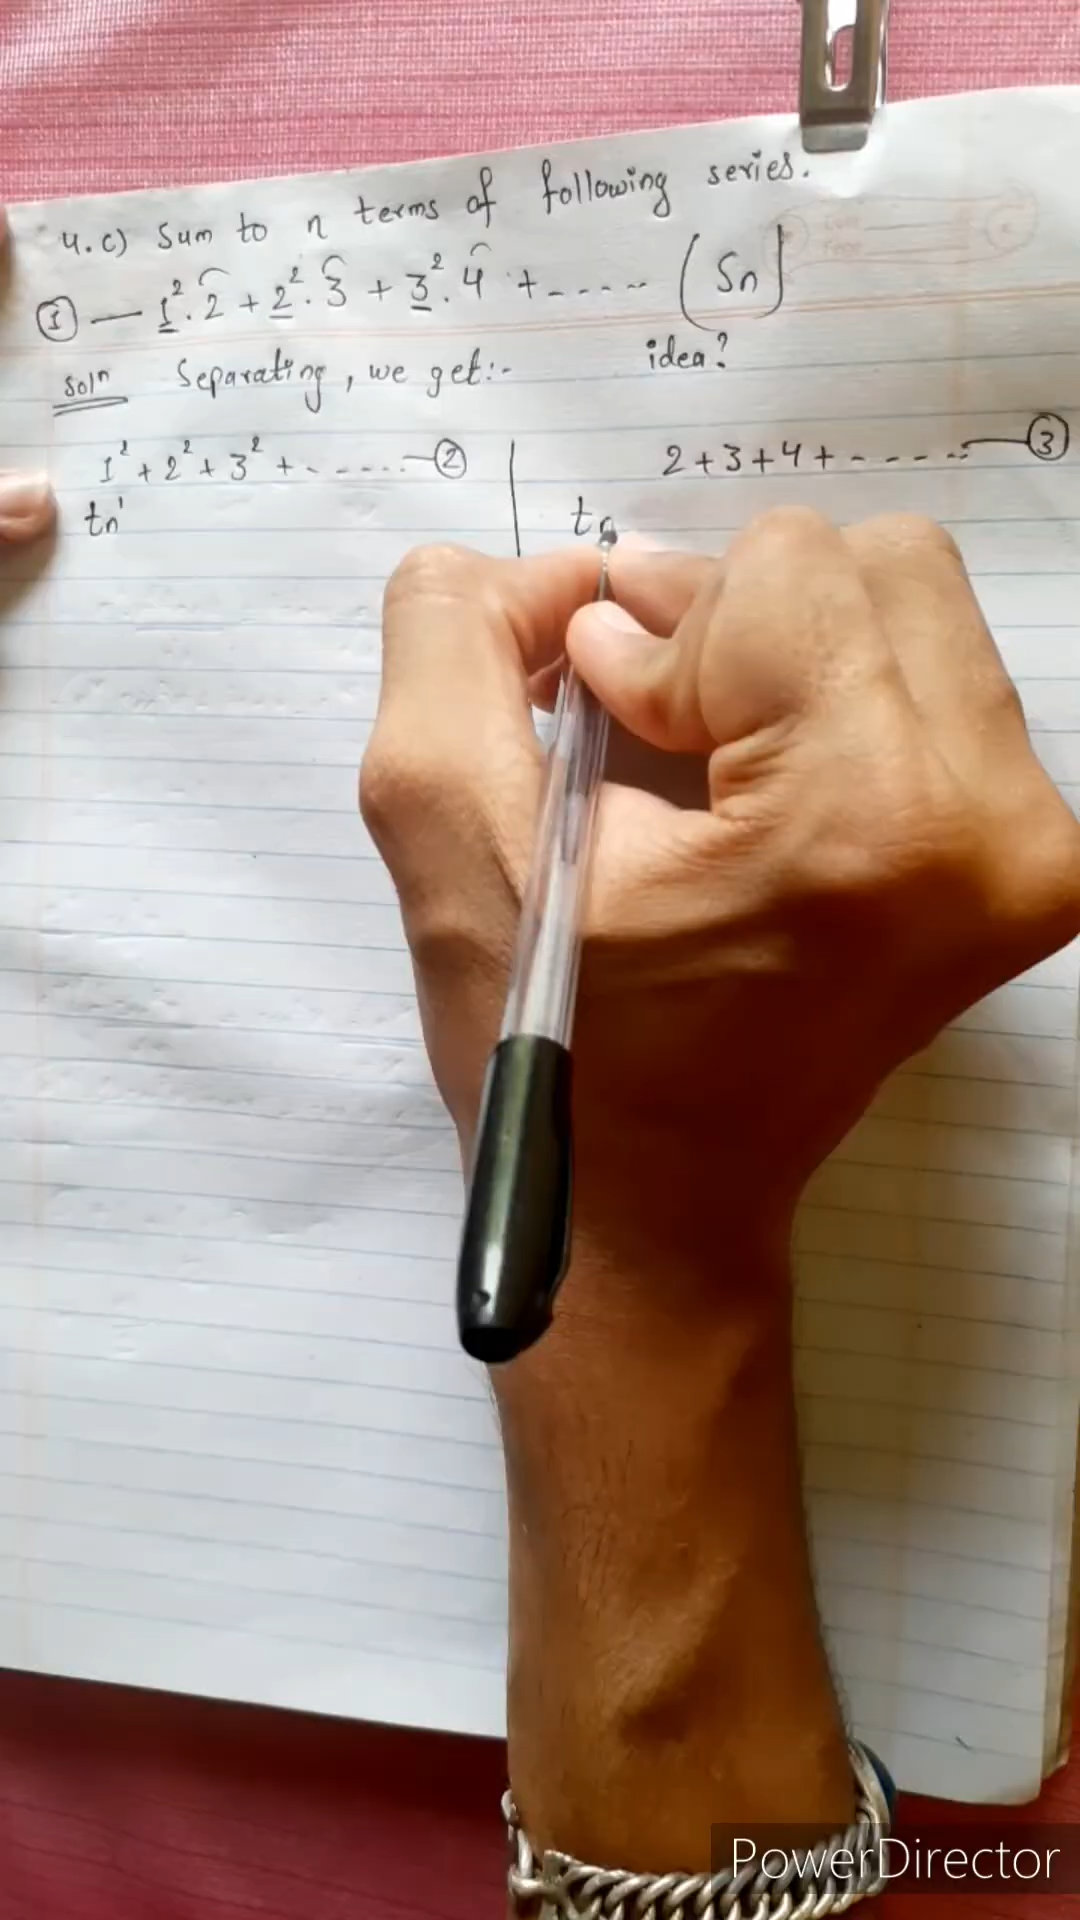 4.c) Sum to n terms of following series.
① — 1². 2 + 2². 3 + 3². 4 + ..... (Sn)
Solⁿ Separating, we get:- idea?
1² + 2² + 3² + ..... — ②
2+3+4+ ..... — ③
tn'
tn
PowerDirector